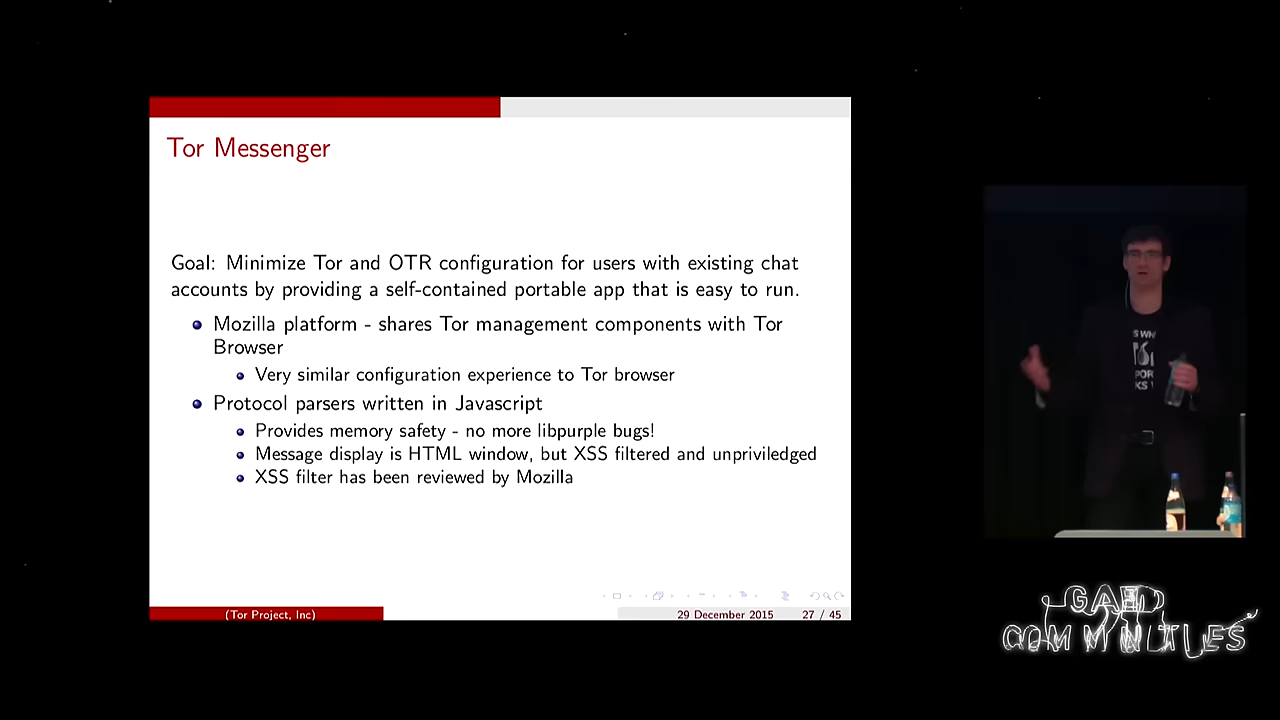 Tor Messenger
Goal: Minimize Tor and OTR configuration for users with existing chat
accounts by providing a self-contained portable app that is easy to run.
Mozilla platform - shares Tor management components with Tor
Browser
Very similar configuration experience to Tor browser
Protocol parsers written in Javascript
Provides memory safety - no more libpurple bugs!
Message display is HTML window, but XSS filtered and unpriviledged
XSS filter has been reviewed by Mozilla
(Tor Project, Inc)
29 December 2015
27 / 45
GATED
COMMUNITIES